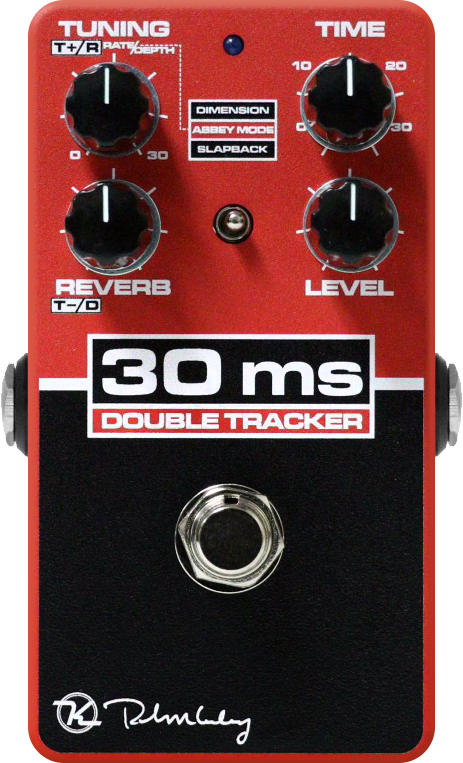 TUNING
TIME
T+/R RATE/DEPTH
10 20
DIMENSION
ABBEY MODE
SLAPBACK
0 30
0 30
REVERB
T-/D
LEVEL
30 ms
DOUBLE TRACKER
K